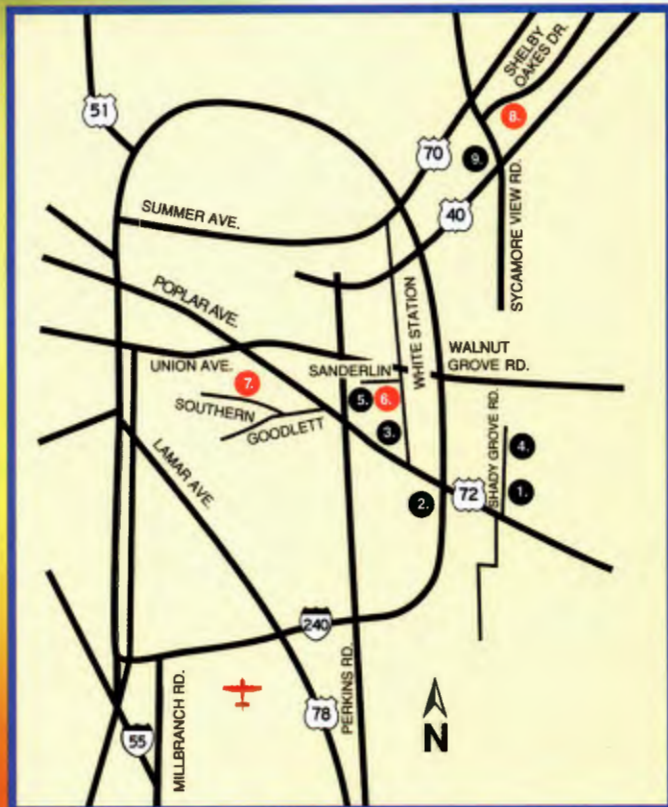 SHELBY
OAKES DR.
51
8.
70
9.
40
SUMMER AVE.
SYCAMORE VIEW RD.
POPLAR AVE.
WHITE STATION
WALNUT
GROVE RD.
UNION AVE.
SANDERLIN
7.
5.
6.
SOUTHERN
GOODLETT
3.
SHADY GROVE RD.
4.
LAMAR AVE.
72
1.
2.
240
PERKINS RD.
MILLBRANCH RD.
78
55
N